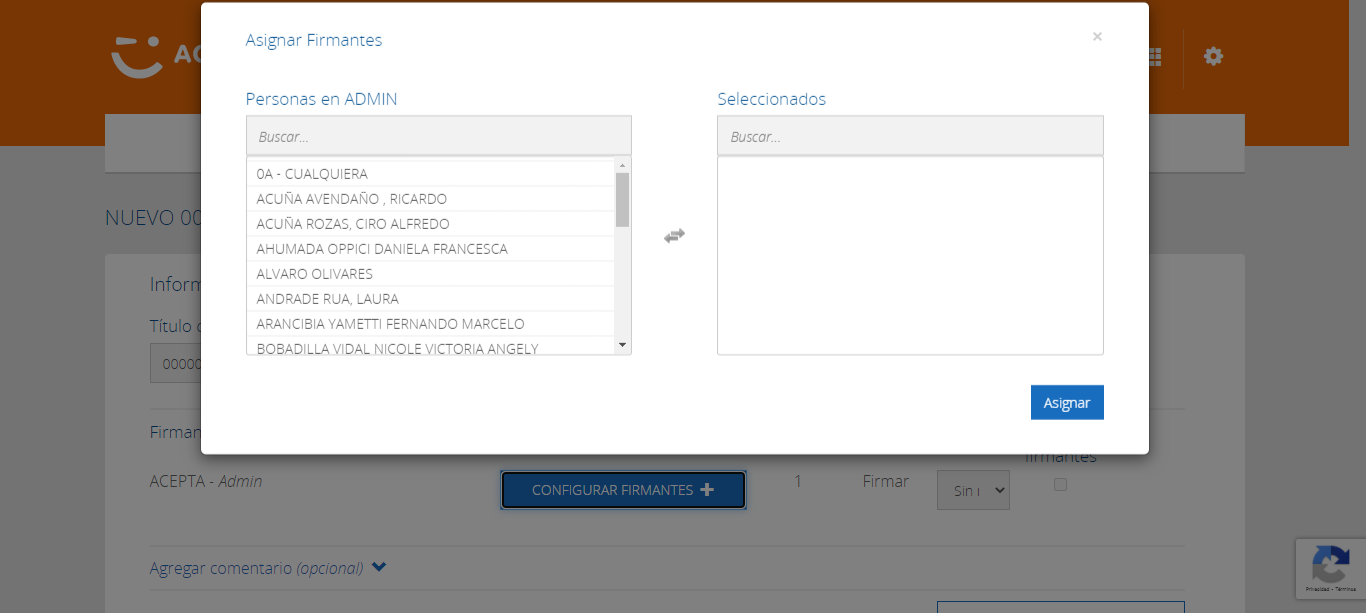 Asignar Firmantes
×
Personas en ADMIN
Seleccionados
Buscar...
Buscar...
0A - CUALQUIERA
ACUÑA AVENDAÑO , RICARDO
ACUÑA ROZAS, CIRO ALFREDO
AHUMADA OPPICI DANIELA FRANCESCA
ALVARO OLIVARES
ANDRADE RUA, LAURA
ARANCIBIA YAMETTI FERNANDO MARCELO
BOBADILLA VIDAL NICOLE VICTORIA ANGELY
Asignar
NUEVO 00
Inform
Título
00000
Firman
firmantes
ACEPTA - Admin
CONFIGURAR FIRMANTES
1
Firmar
Sin
Agregar comentario (opcional)
Privacidad - Términos